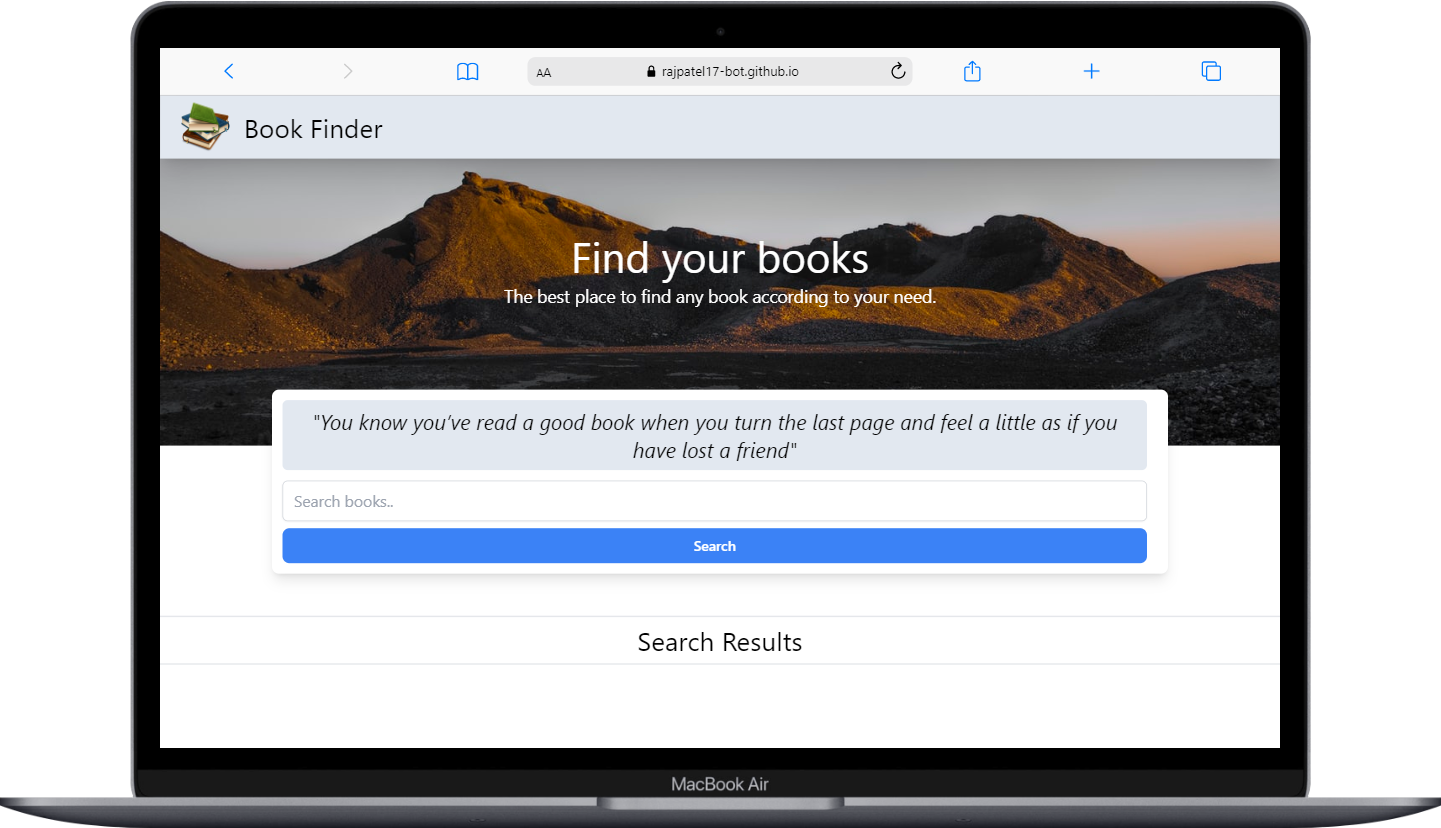 AA
rajpatel17-bot.github.io
Book Finder
Find your books
The best place to find any book according to your need.
"You know you’ve read a good book when you turn the last page and feel a little as if you
have lost a friend"
Search books..
Search
Search Results
MacBook Air